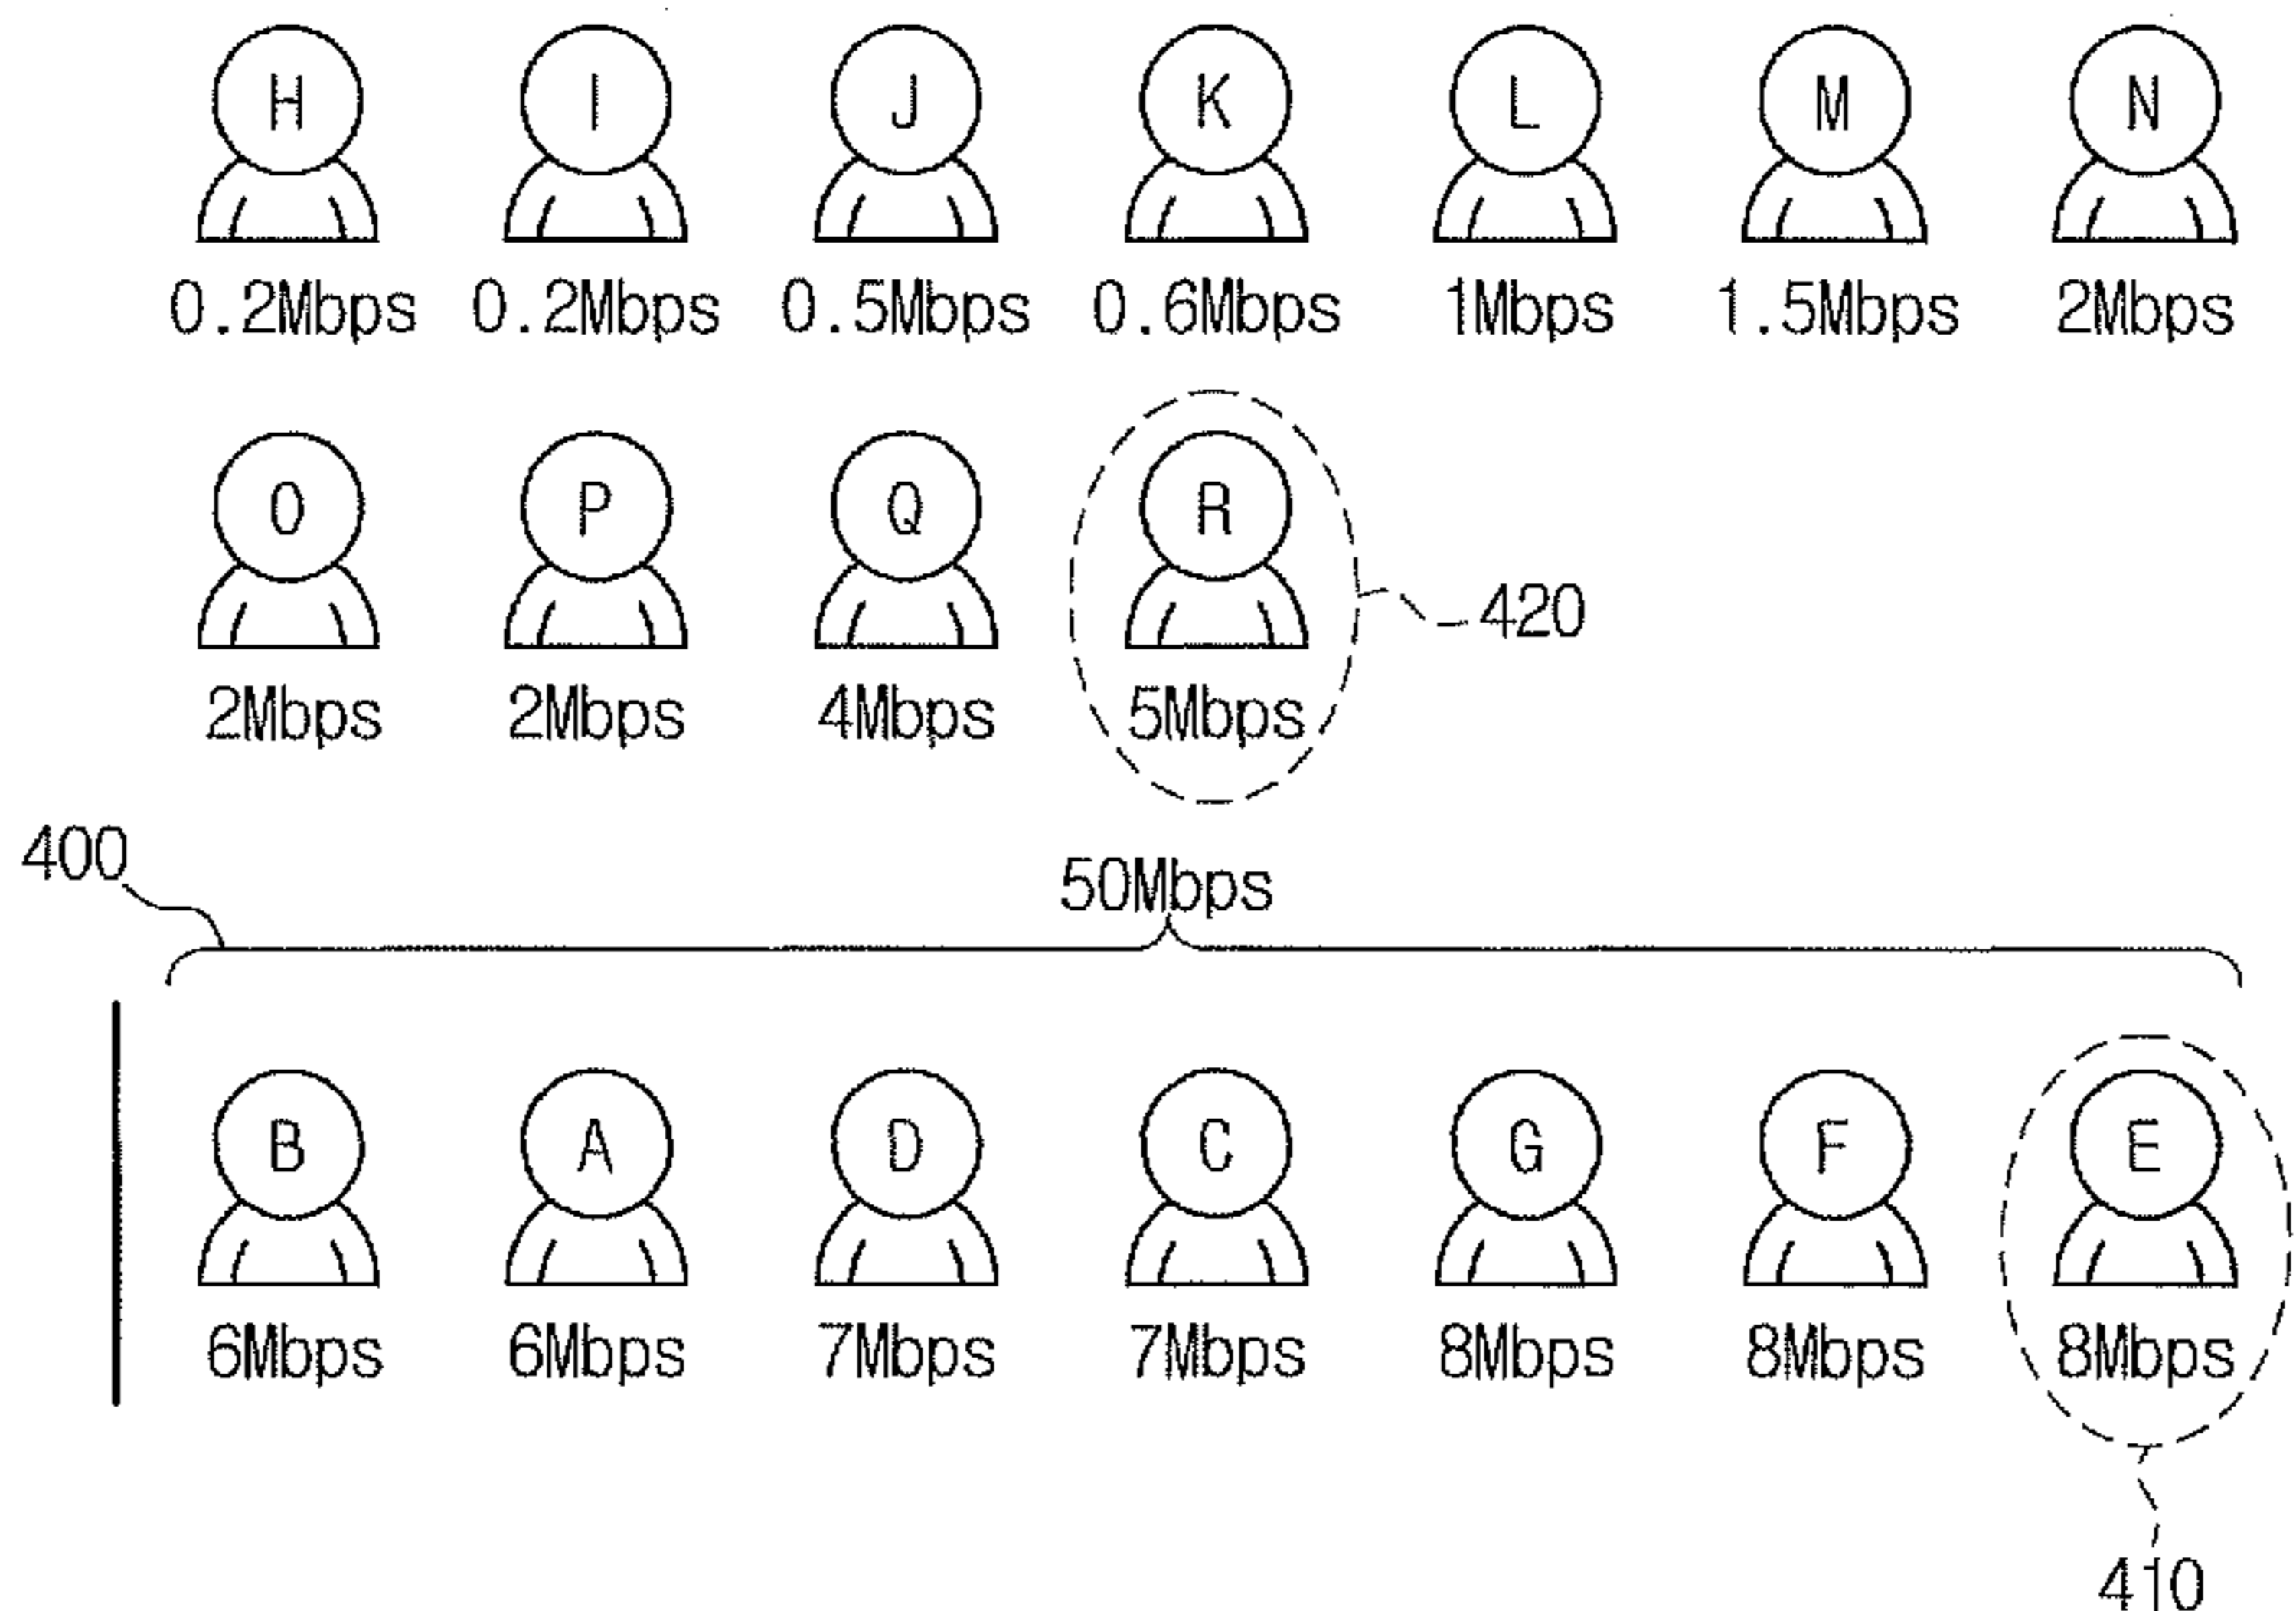 H I J K L M N
0.2Mbps 0.2Mbps 0.5Mbps 0.6Mbps 1Mbps 1.5Mbps 2Mbps
O P Q R
420
2Mbps 2Mbps 4Mbps 5Mbps
400
50Mbps
B A D C G F E
6Mbps 6Mbps 7Mbps 7Mbps 8Mbps 8Mbps 8Mbps
410